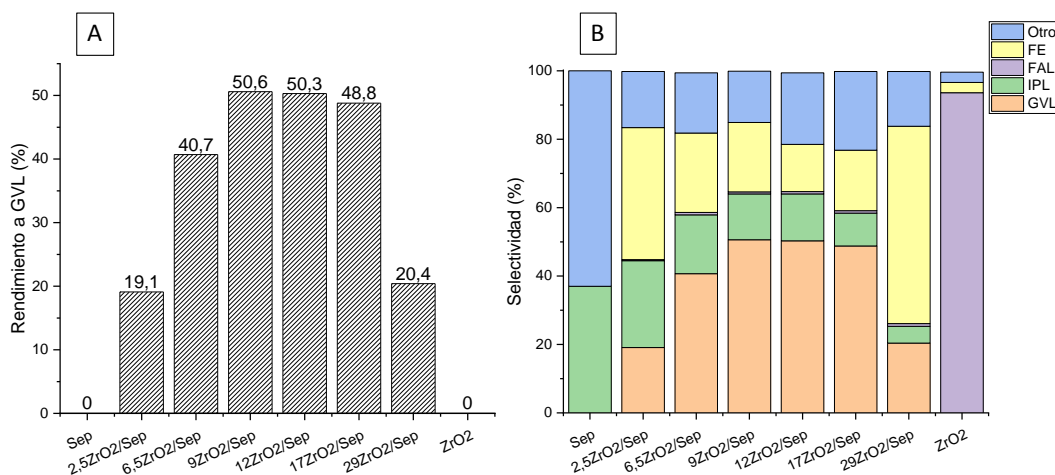 A
Rendimiento a GVL (%)
50
40
30
20
10
0
0
19,1
40,7
50,6
50,3
48,8
20,4
0
Sep
2,5ZrO2/Sep
6,5ZrO2/Sep
9ZrO2/Sep
12ZrO2/Sep
17ZrO2/Sep
29ZrO2/Sep
ZrO2
B
Otro
FE
FAL
IPL
GVL
Selectividad (%)
100
80
60
40
20
0
Sep
2,5ZrO2/Sep
6,5ZrO2/Sep
9ZrO2/Sep
12ZrO2/Sep
17ZrO2/Sep
29ZrO2/Sep
ZrO2